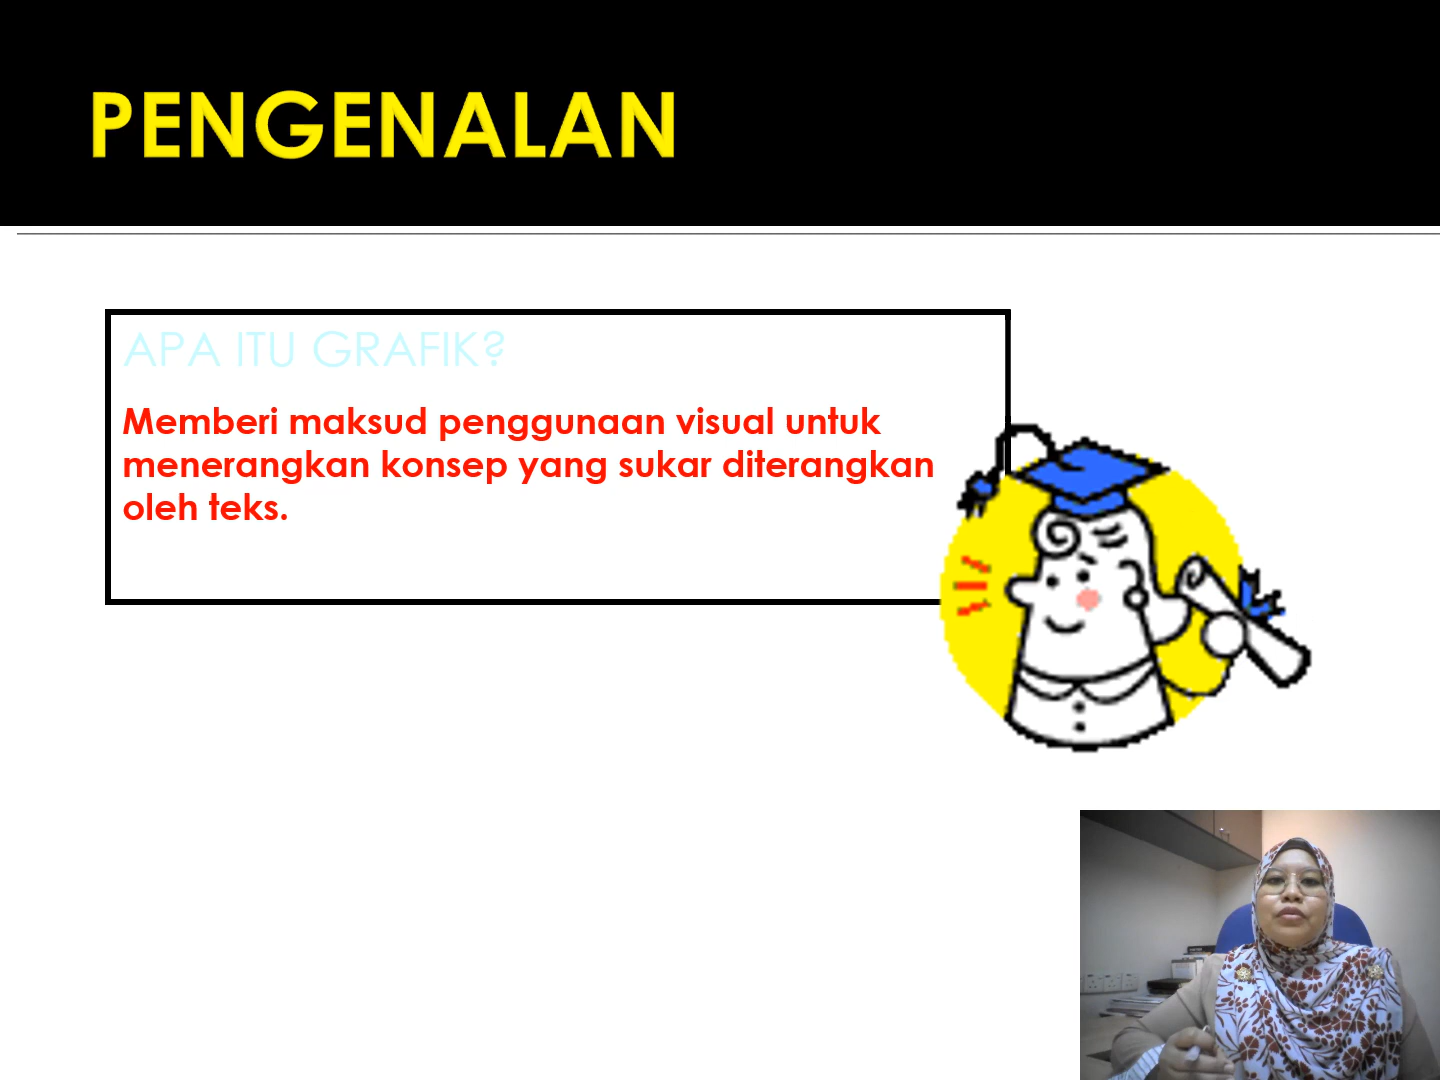 PENGENALAN
APA ITU GRAFIK?
Memberi maksud penggunaan visual untuk
menerangkan konsep yang sukar diterangkan
oleh teks.